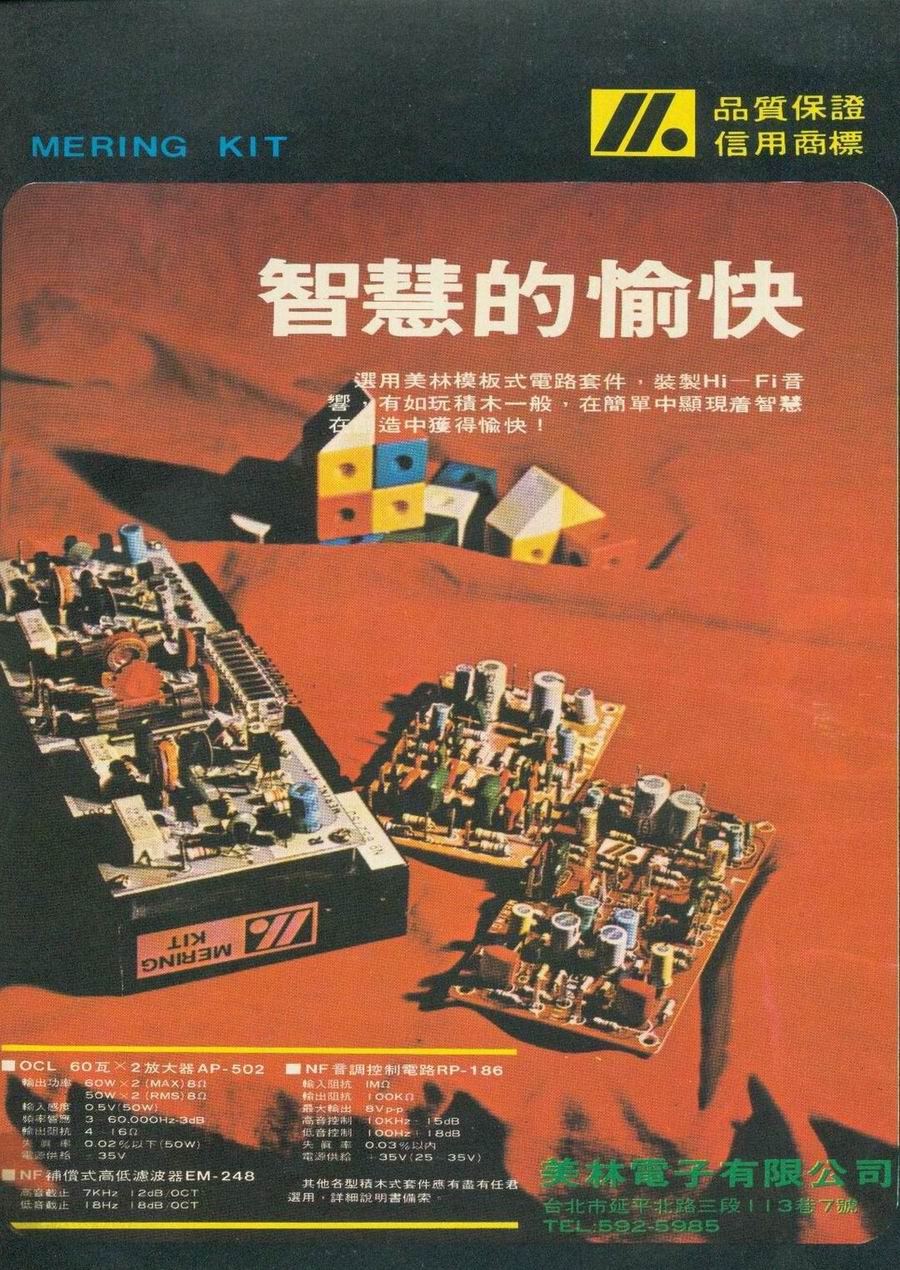 MERING KIT
品質保證
信用商標
智慧的愉快
選用美林模板式電路套件，裝製Hi－Fi音
響，有如玩積木一般，在簡單中顯現着智慧
在 造中獲得愉快！
MERING
KIT
■OCL 60瓦×2放大器AP-502
輸出功率 60W×2(MAX)8Ω
50W×2(RMS)8Ω
輸入感度 0.5V(50W)
頻率響應 3－60.000Hz-3dB
輸出阻抗 4－16Ω
失真率 0.02%以下(50W)
電源供給 ±35V
■NF補償式高低濾波器EM-248
高音截止 7KHz 12dB/OCT
低音截止 18Hz 18dB/OCT
■NF音調控制電路RP-186
輸入阻抗 1MΩ
輸出阻抗 100KΩ
最大輸出 8Vp-p
高音控制 10KHz±15dB
低音控制 100Hz±18dB
失真率 0.03%以內
電源供給 +35V(25－35V)
其他各型積木式套件應有盡有任君
選用，詳細說明書備索。
美林電子有限公司
台北市延平北路三段113巷7號
TEL:592-5985